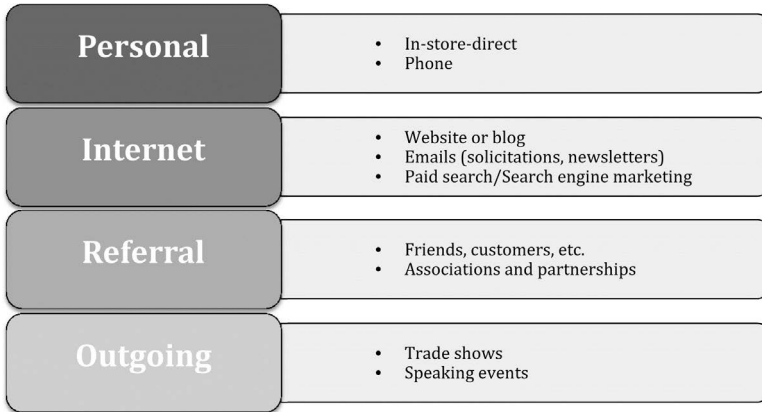 Personal
• In-store-direct
• Phone
Internet
• Website or blog
• Emails (solicitations, newsletters)
• Paid search/Search engine marketing
Referral
• Friends, customers, etc.
• Associations and partnerships
Outgoing
• Trade shows
• Speaking events